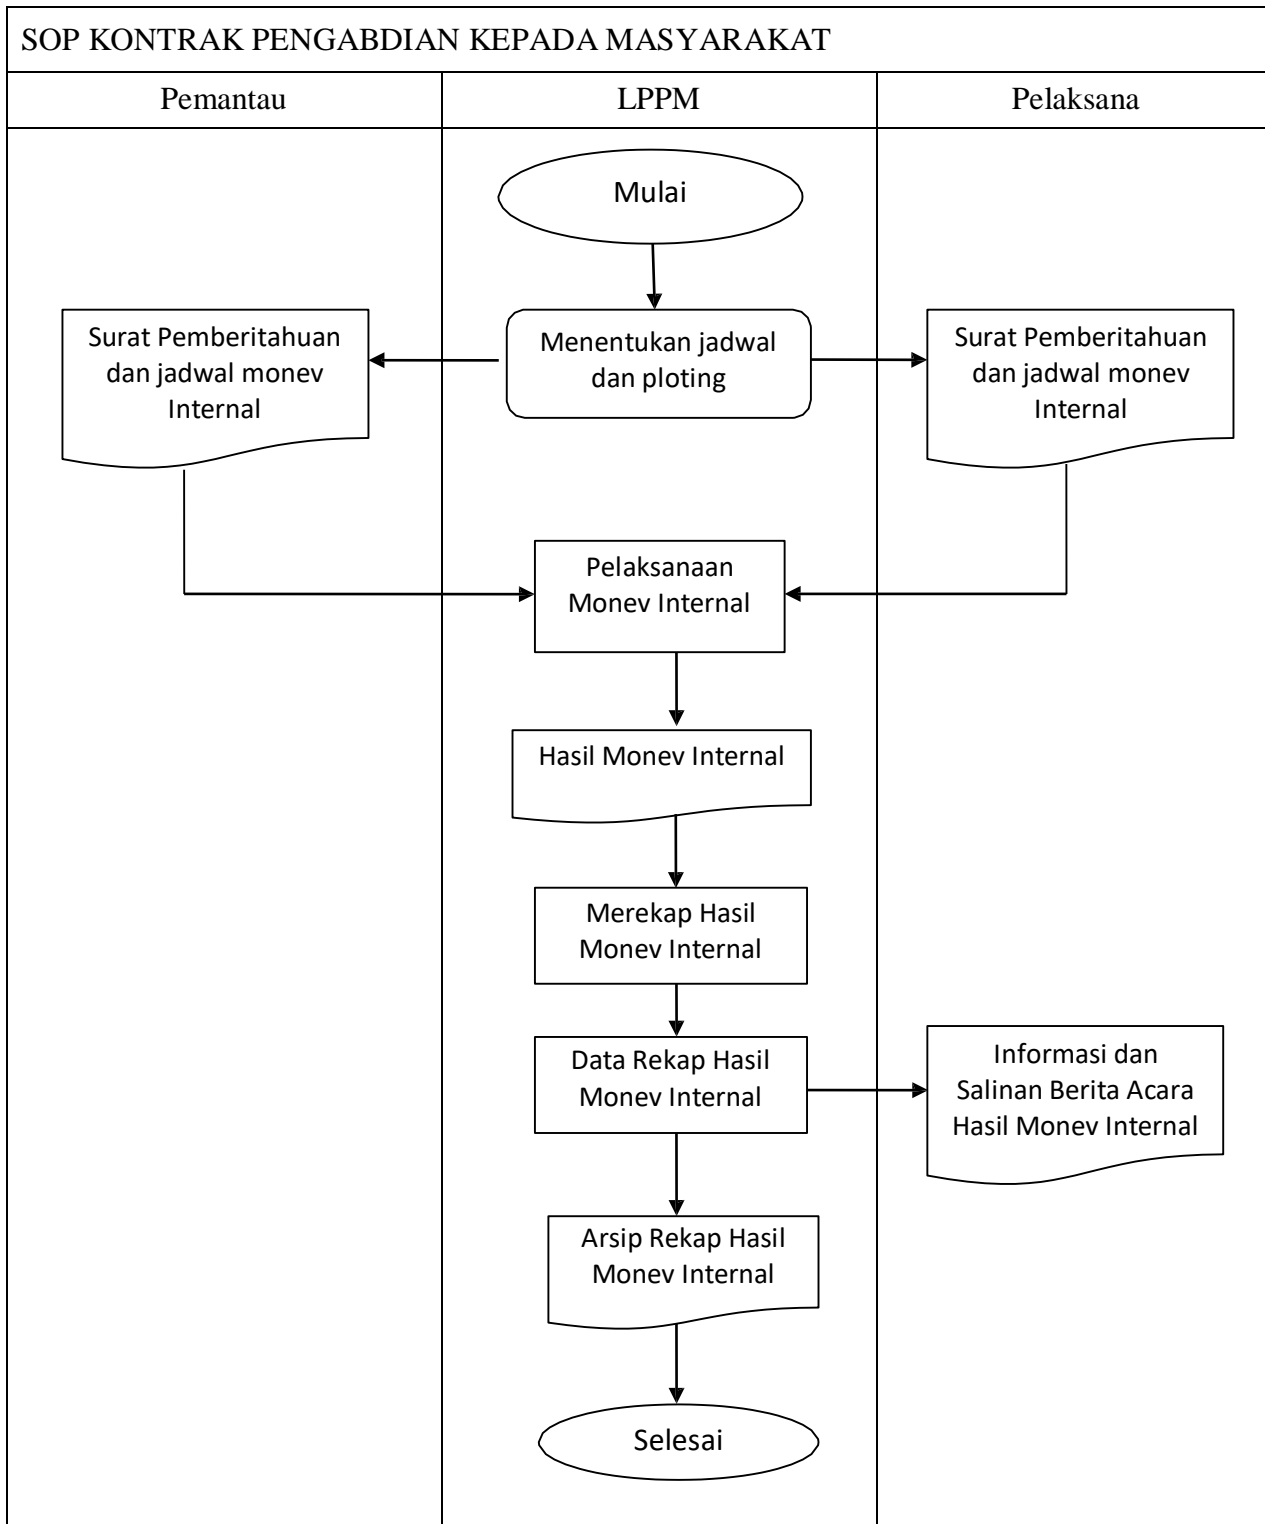 SOP KONTRAK PENGABDIAN KEPADA MASYARAKAT
Pemantau
LPPM
Pelaksana
Mulai
Surat Pemberitahuan
dan jadwal monev
Internal
Menentukan jadwal
dan ploting
Surat Pemberitahuan
dan jadwal monev
Internal
Pelaksanaan
Monev Internal
Hasil Monev Internal
Merekap Hasil
Monev Internal
Data Rekap Hasil
Monev Internal
Informasi dan
Salinan Berita Acara
Hasil Monev Internal
Arsip Rekap Hasil
Monev Internal
Selesai